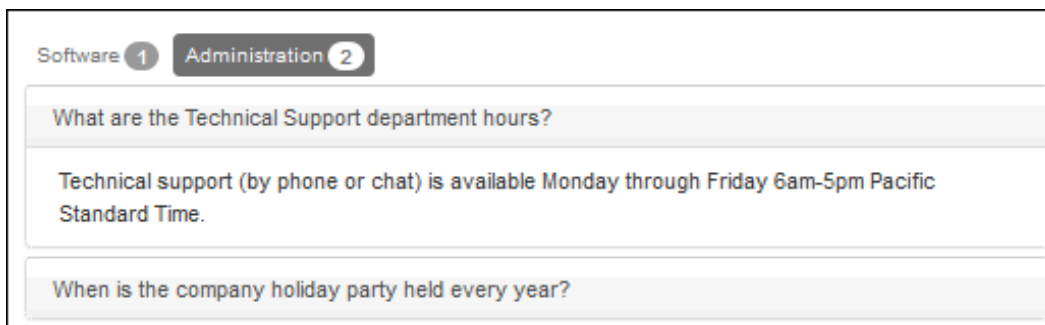 Software 1 Administration 2
What are the Technical Support department hours?
Technical support (by phone or chat) is available Monday through Friday 6am-5pm Pacific
Standard Time.
When is the company holiday party held every year?